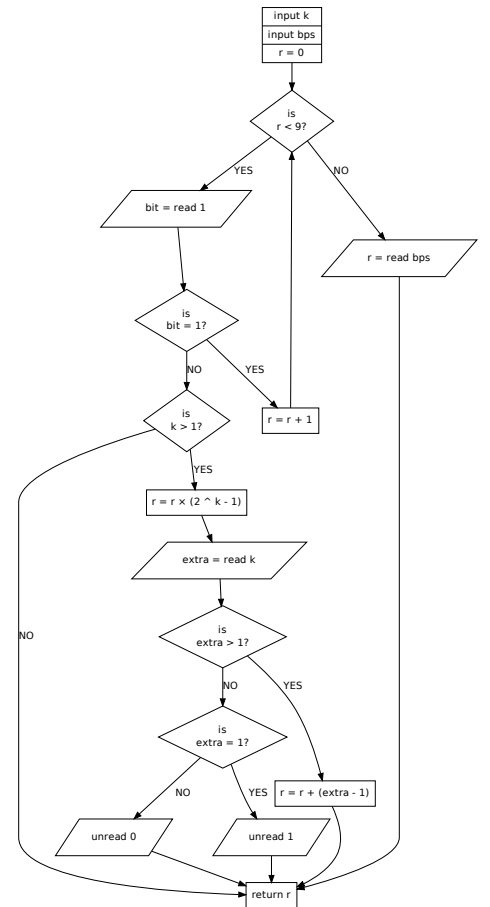 input k
input bps
r = 0
is
r < 9?
YES
NO
bit = read 1
r = read bps
is
bit = 1?
NO
YES
is
k > 1?
r = r + 1
YES
r = r × (2 ^ k - 1)
extra = read k
NO
is
extra > 1?
NO
YES
is
extra = 1?
NO
YES
r = r + (extra - 1)
unread 0
unread 1
return r